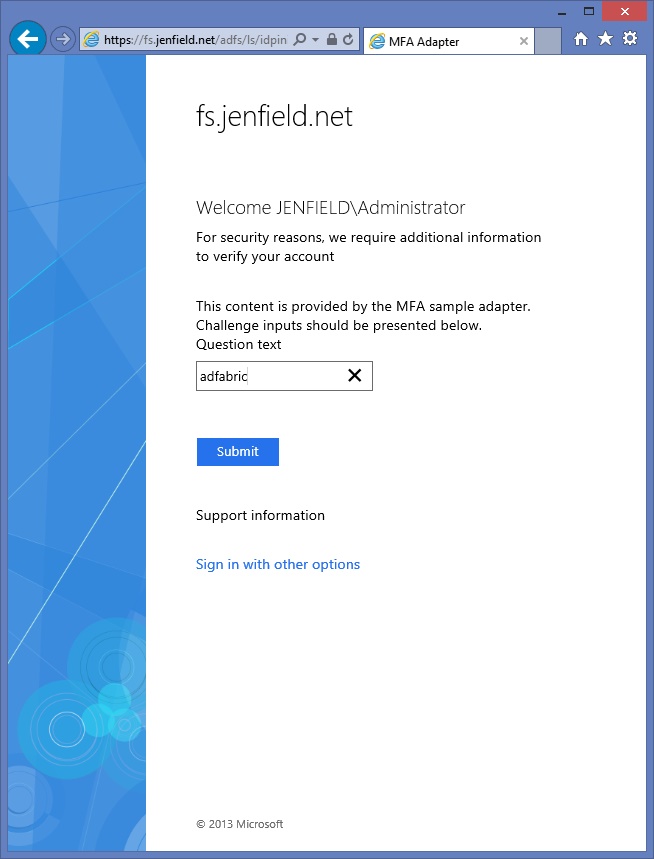 https://fs.jenfield.net/adfs/ls/idpin
MFA Adapter
fs.jenfield.net
Welcome JENFIELD\Administrator
For security reasons, we require additional information
to verify your account
This content is provided by the MFA sample adapter.
Challenge inputs should be presented below.
Question text
adfabric
Submit
Support information
Sign in with other options
© 2013 Microsoft